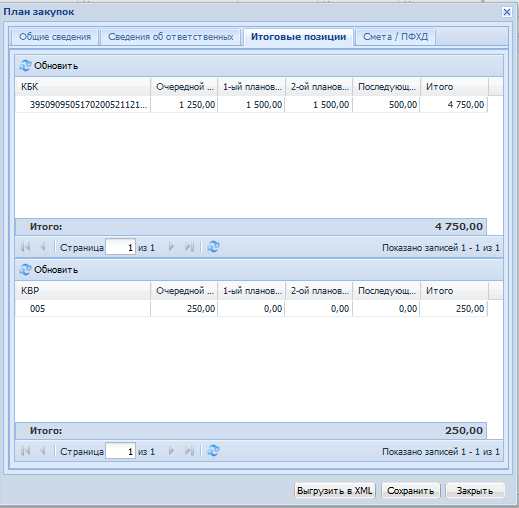 План закупок
Общие сведения Сведения об ответственных Итоговые позиции Смета / ПФХД
Обновить
КБК Очередной ... 1-ый планов... 2-ой планов... Последующ... Итого
3950909505170200521121... 1 250,00 1 500,00 1 500,00 500,00 4 750,00
Итого: 4 750,00
Страница 1 из 1 Показано записей 1 - 1 из 1
Обновить
КВР Очередной ... 1-ый планов... 2-ой планов... Последующ... Итого
005 250,00 0,00 0,00 0,00 250,00
Итого: 250,00
Страница 1 из 1 Показано записей 1 - 1 из 1
Выгрузить в XML Сохранить Закрыть